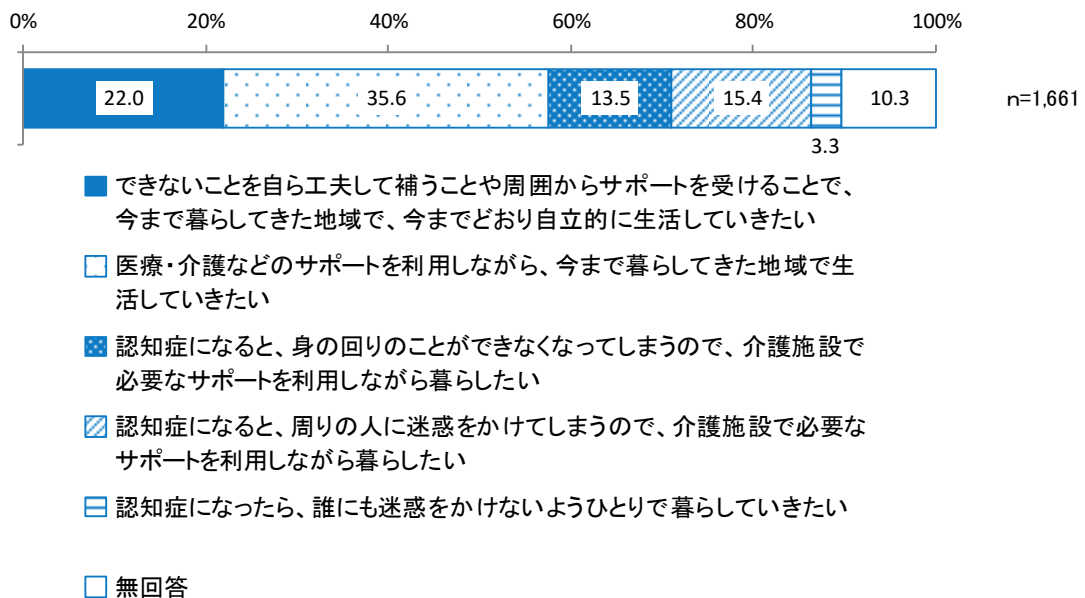 0% 20% 40% 60% 80% 100%
22.0 35.6 13.5 15.4 10.3 n=1,661
3.3
できないことを自ら工夫して補うことや周囲からサポートを受けることで、
今まで暮らしてきた地域で、今までどおり自立的に生活していきたい
医療・介護などのサポートを利用しながら、今まで暮らしてきた地域で生
活していきたい
認知症になると、身の回りのことができなくなってしまうので、介護施設で
必要なサポートを利用しながら暮らしたい
認知症になると、周りの人に迷惑をかけてしまうので、介護施設で必要な
サポートを利用しながら暮らしたい
認知症になったら、誰にも迷惑をかけないようひとりで暮らしていきたい
無回答